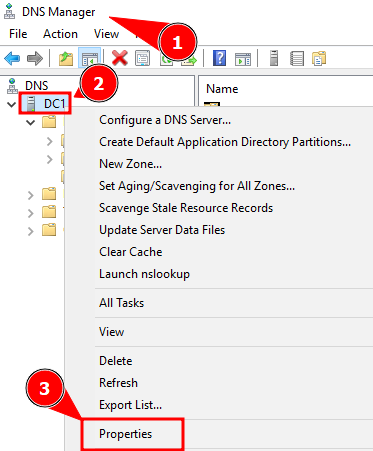 DNS Manager
File Action View
1
DNS
2
Name
DC1
Configure a DNS Server...
Create Default Application Directory Partitions...
New Zone...
Set Aging/Scavenging for All Zones...
Scavenge Stale Resource Records
Update Server Data Files
Clear Cache
Launch nslookup
All Tasks
View
Delete
Refresh
3
Export List...
Properties